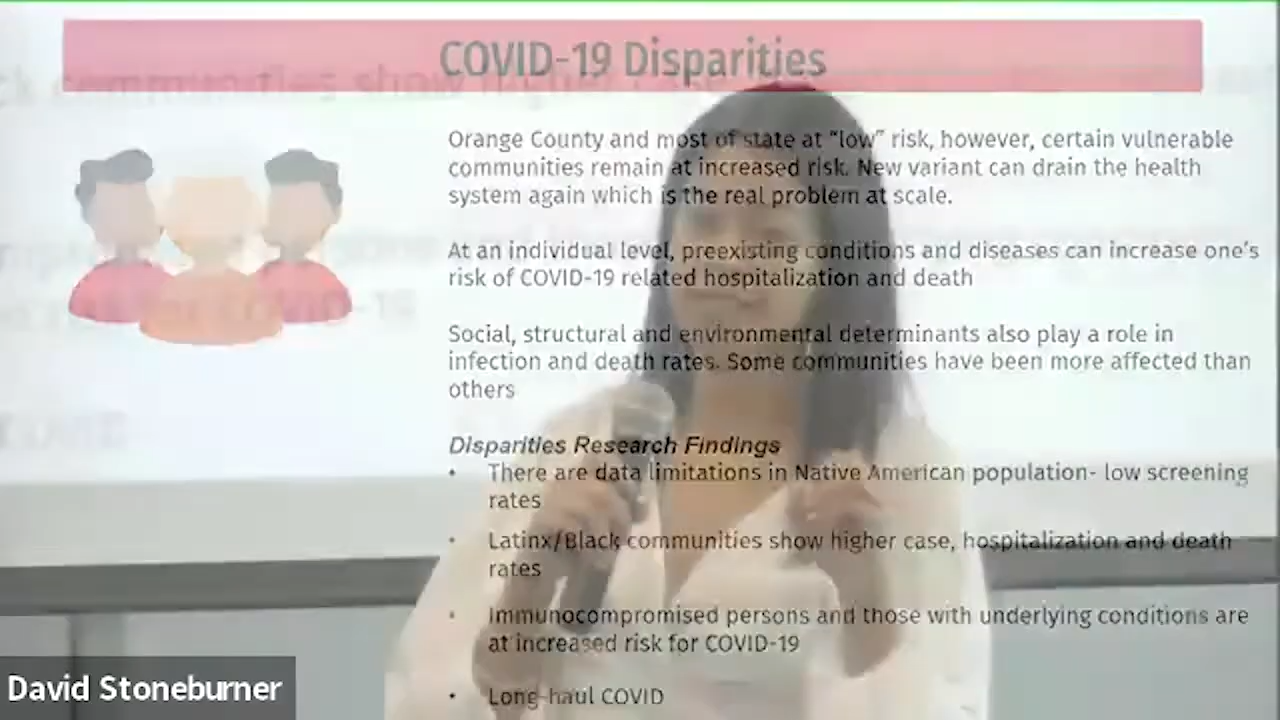 COVID-19 Disparities
Orange County and most of state at “low” risk, however, certain vulnerable
communities remain at increased risk. New variant can drain the health
system again which is the real problem at scale.
At an individual level, preexisting conditions and diseases can increase one’s
risk of COVID-19 related hospitalization and death
Social, structural and environmental determinants also play a role in
infection and death rates. Some communities have been more affected than
others
Disparities Research Findings
• There are data limitations in Native American population- low screening
rates
• Latinx/Black communities show higher case, hospitalization and death
rates
• Immunocompromised persons and those with underlying conditions are
at increased risk for COVID-19
• Long-haul COVID
David Stoneburner